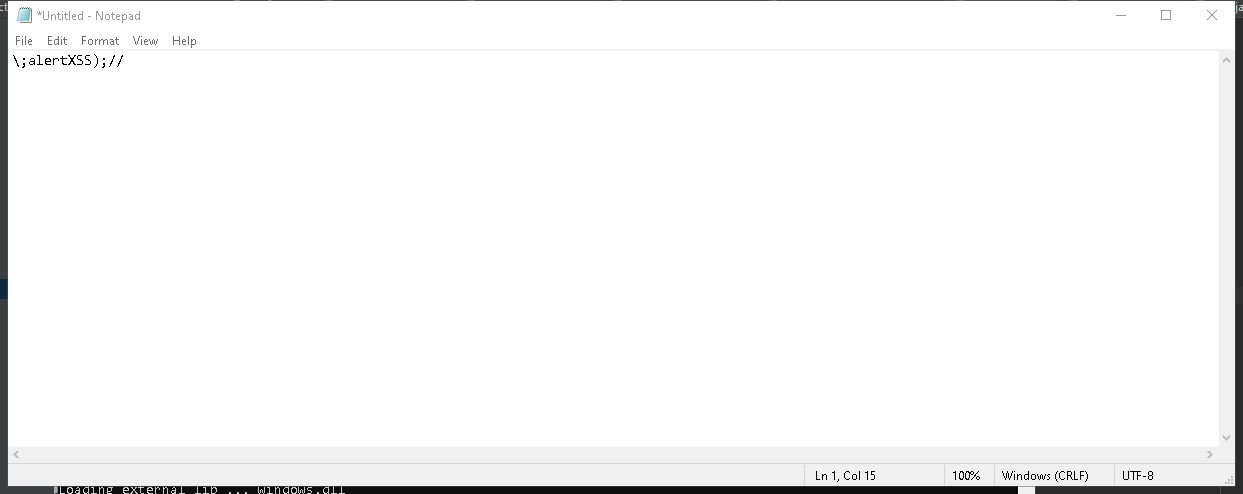 *Untitled - Notepad
File Edit Format View Help
\;alertXSS);//
Ln 1, Col 15 100% Windows (CRLF) UTF-8
Loading external lib ... windows.dll